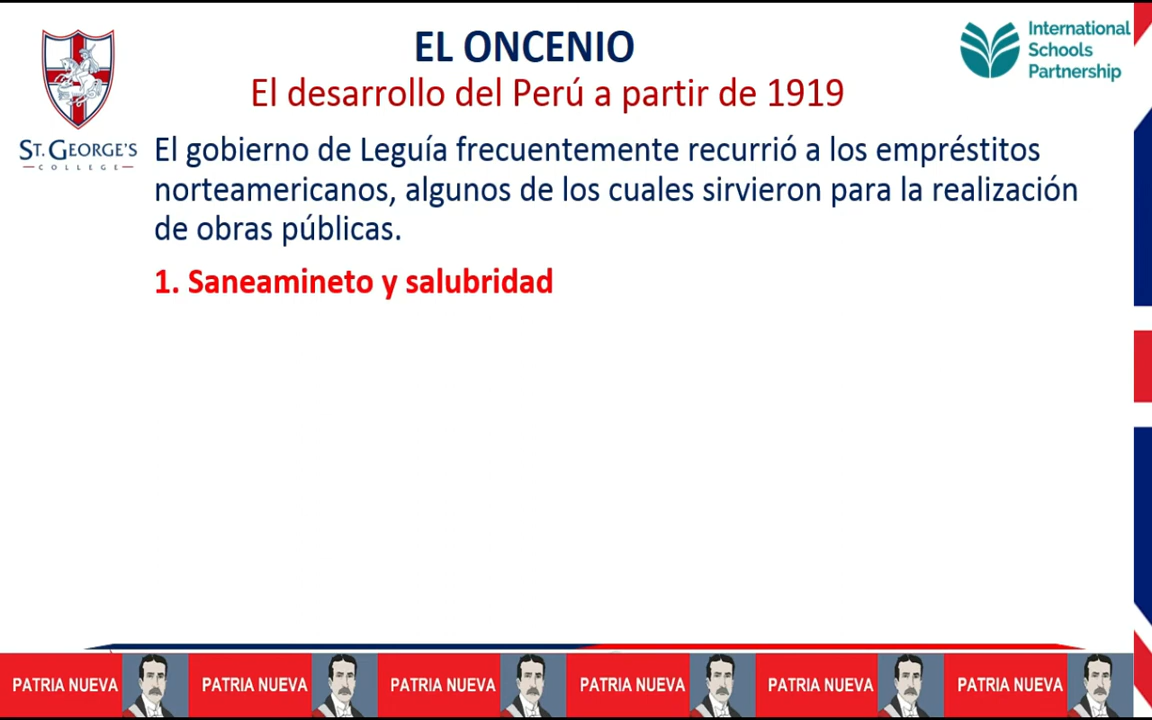 EL ONCENIO
El desarrollo del Perú a partir de 1919
International
Schools
Partnership
ST. GEORGE'S
COLLEGE
El gobierno de Leguía frecuentemente recurrió a los empréstitos
norteamericanos, algunos de los cuales sirvieron para la realización
de obras públicas.
1. Saneamineto y salubridad
PATRIA NUEVA PATRIA NUEVA PATRIA NUEVA PATRIA NUEVA PATRIA NUEVA PATRIA NUEVA